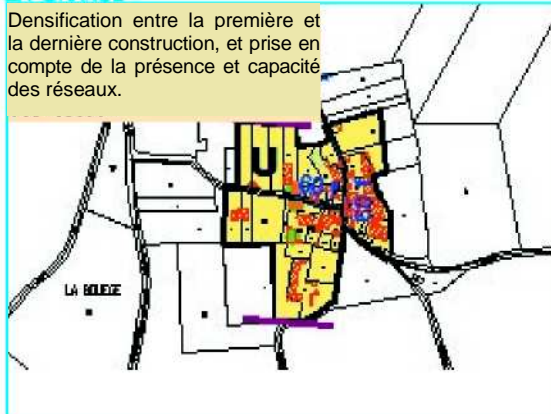 Densification entre la première et
la dernière construction, et prise en
compte de la présence et capacité
des réseaux.
U
LA BOUEGE